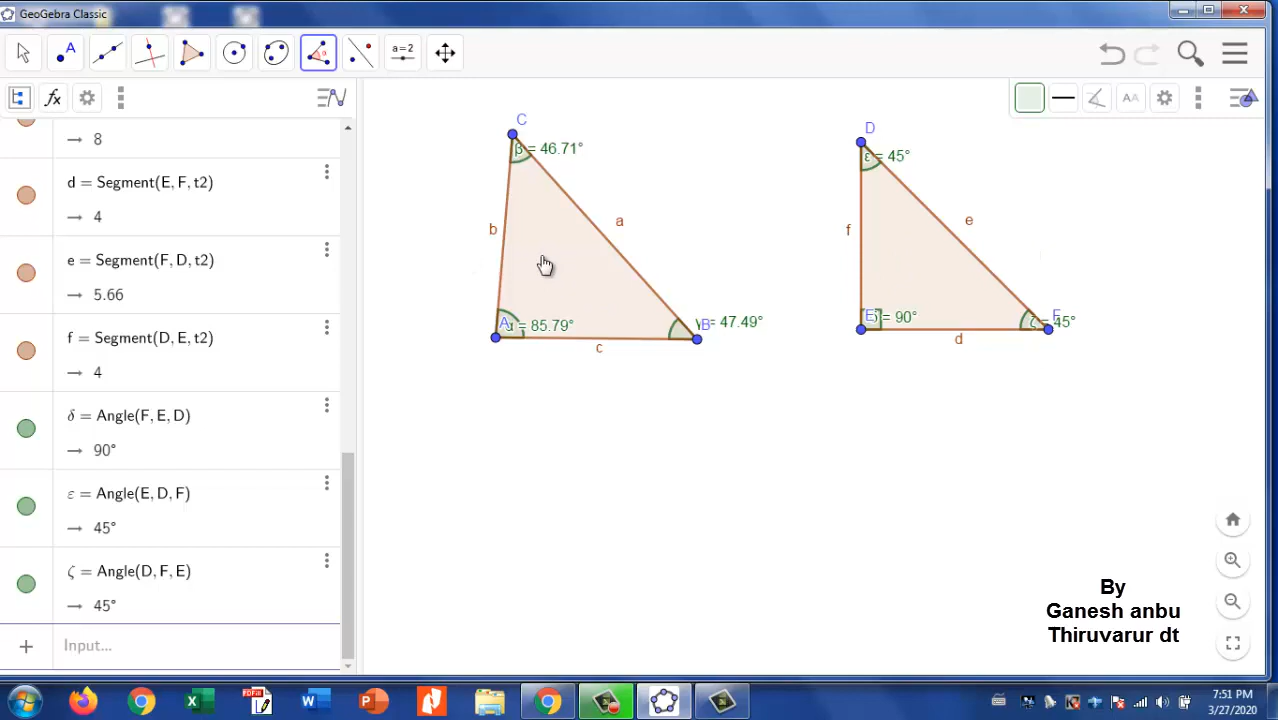 GeoGebra Classic
A
a=2
fx
AA
8
d = Segment(E, F, t2)
→ 4
e = Segment(F, D, t2)
→ 5.66
f = Segment(D, E, t2)
→ 4
δ = Angle(F, E, D)
→ 90°
ε = Angle(E, D, F)
→ 45°
ζ = Angle(D, F, E)
→ 45°
+ Input...
C
β = 46.71°
b
a
A
α = 85.79°
B
= 47.49°
c
D
ε = 45°
f
e
E
= 90°
F
ζ = 45°
d
By
Ganesh anbu
Thiruvarur dt
7:51 PM
3/27/2020